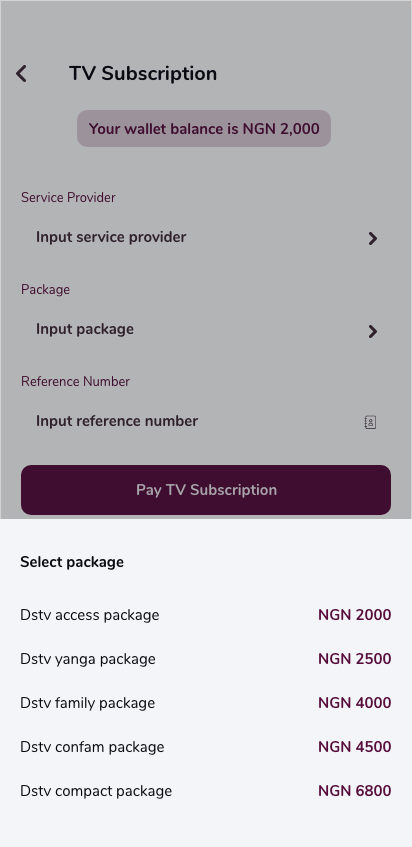 TV Subscription
Your wallet balance is NGN 2,000
Service Provider
Input service provider
Package
Input package
Reference Number
Input reference number
Pay TV Subscription
Select package
Dstv access package NGN 2000
Dstv yanga package NGN 2500
Dstv family package NGN 4000
Dstv confam package NGN 4500
Dstv compact package NGN 6800